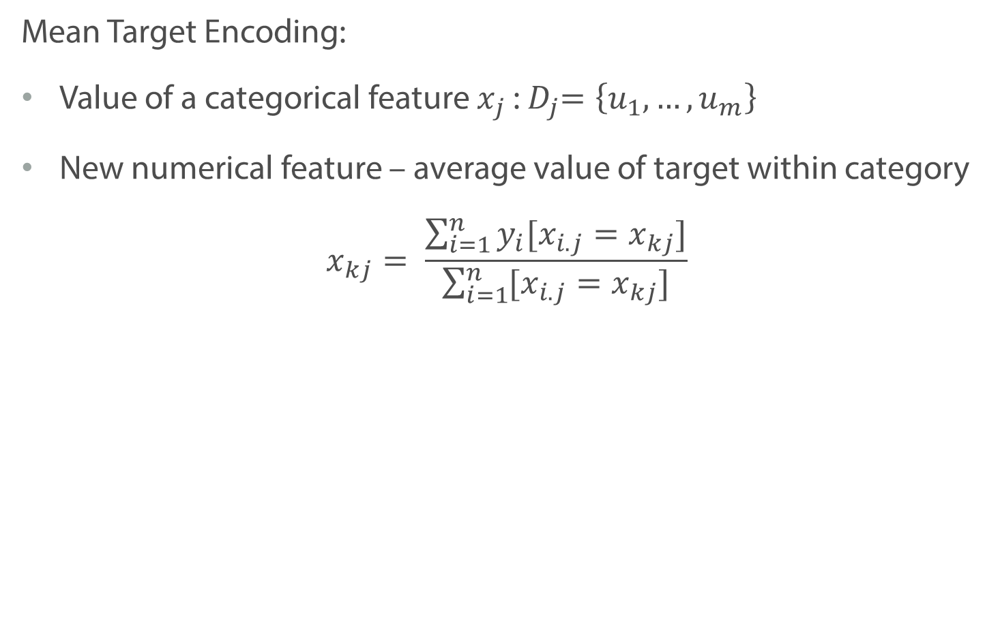 Mean Target Encoding:
• Value of a categorical feature $x_j : D_j = \{u_1, \dots, u_m\}$
• New numerical feature – average value of target within category
$x_{kj} = \frac{\sum_{i=1}^{n} y_i [x_{i.j} = x_{kj}]}{\sum_{i=1}^{n} [x_{i.j} = x_{kj}]}$